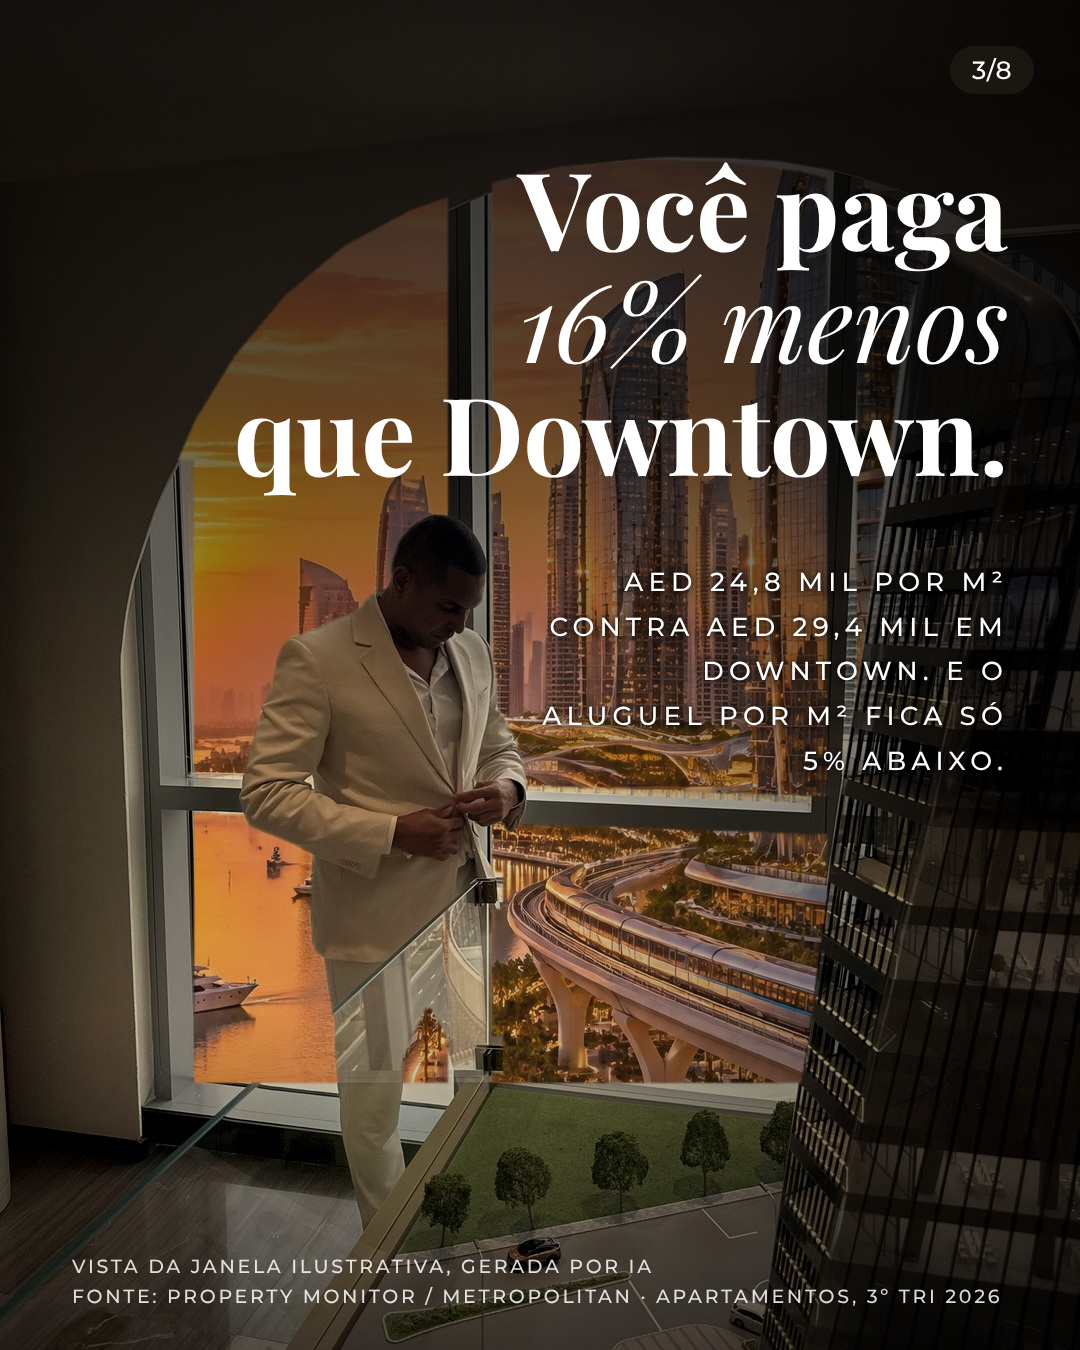 3/8
Você paga
16% menos
que Downtown.
AED 24,8 MIL POR M²
CONTRA AED 29,4 MIL EM
DOWNTOWN. E O
ALUGUEL POR M² FICA SÓ
5% ABAIXO.
VISTA DA JANELA ILUSTRATIVA, GERADA POR IA
FONTE: PROPERTY MONITOR / METROPOLITAN · APARTAMENTOS, 3º TRI 2026